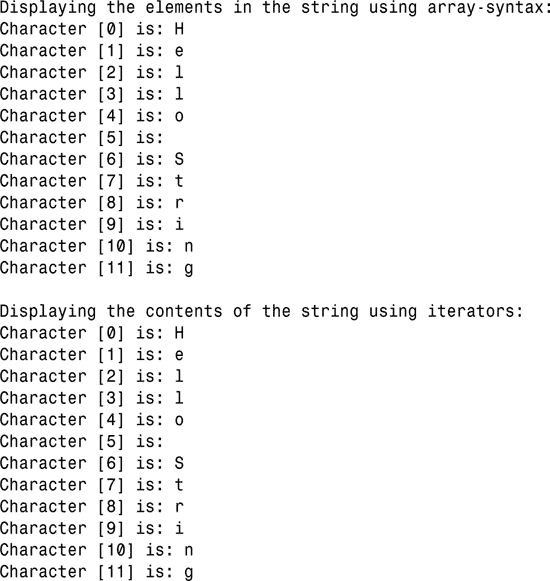 Displaying the elements in the string using array-syntax:
Character [0] is: H
Character [1] is: e
Character [2] is: l
Character [3] is: l
Character [4] is: o
Character [5] is:
Character [6] is: S
Character [7] is: t
Character [8] is: r
Character [9] is: i
Character [10] is: n
Character [11] is: g

Displaying the contents of the string using iterators:
Character [0] is: H
Character [1] is: e
Character [2] is: l
Character [3] is: l
Character [4] is: o
Character [5] is:
Character [6] is: S
Character [7] is: t
Character [8] is: r
Character [9] is: i
Character [10] is: n
Character [11] is: g